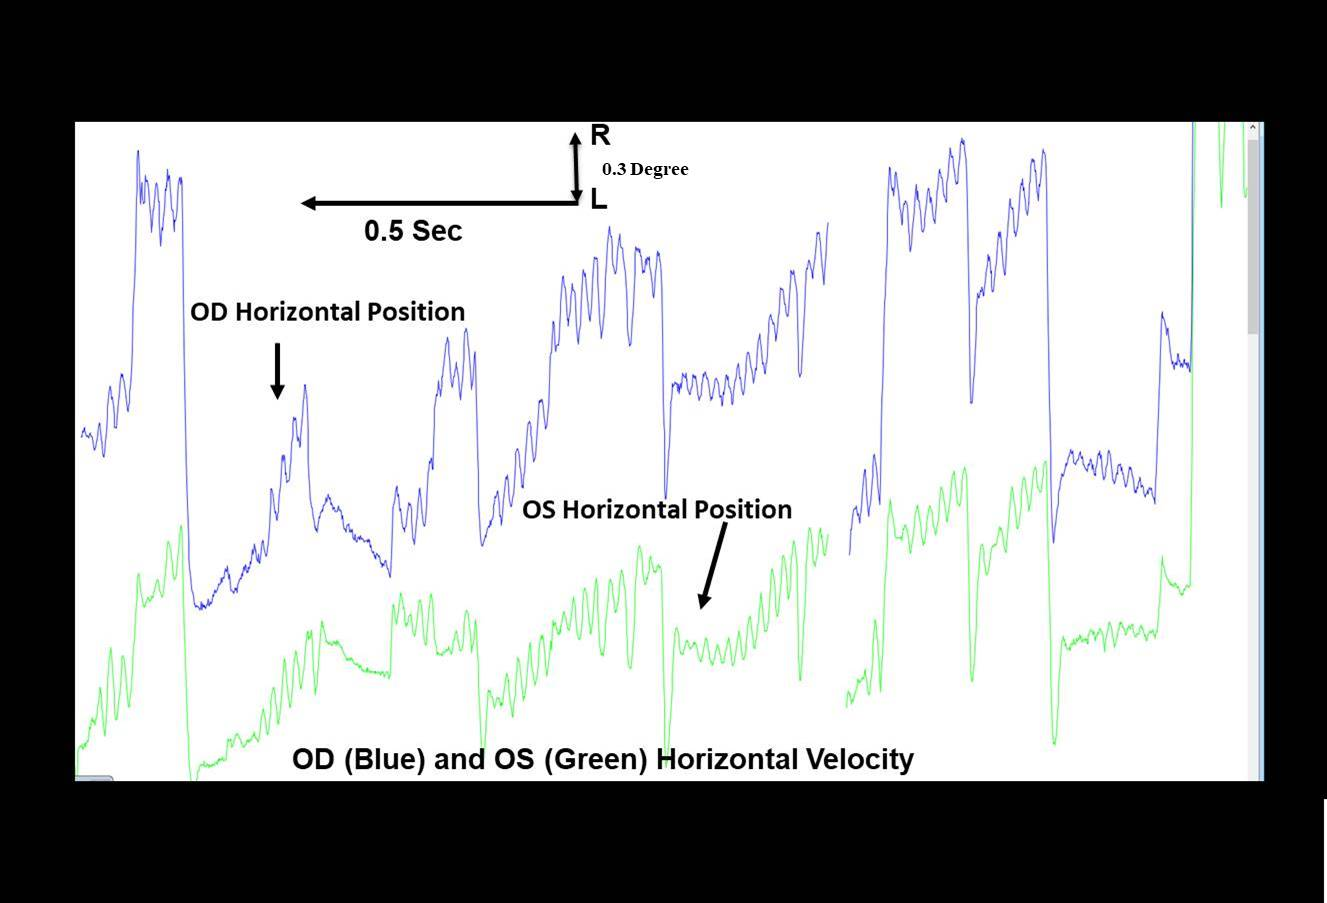 R
0.3 Degree
L
0.5 Sec
OD Horizontal Position
OS Horizontal Position
OD (Blue) and OS (Green) Horizontal Velocity